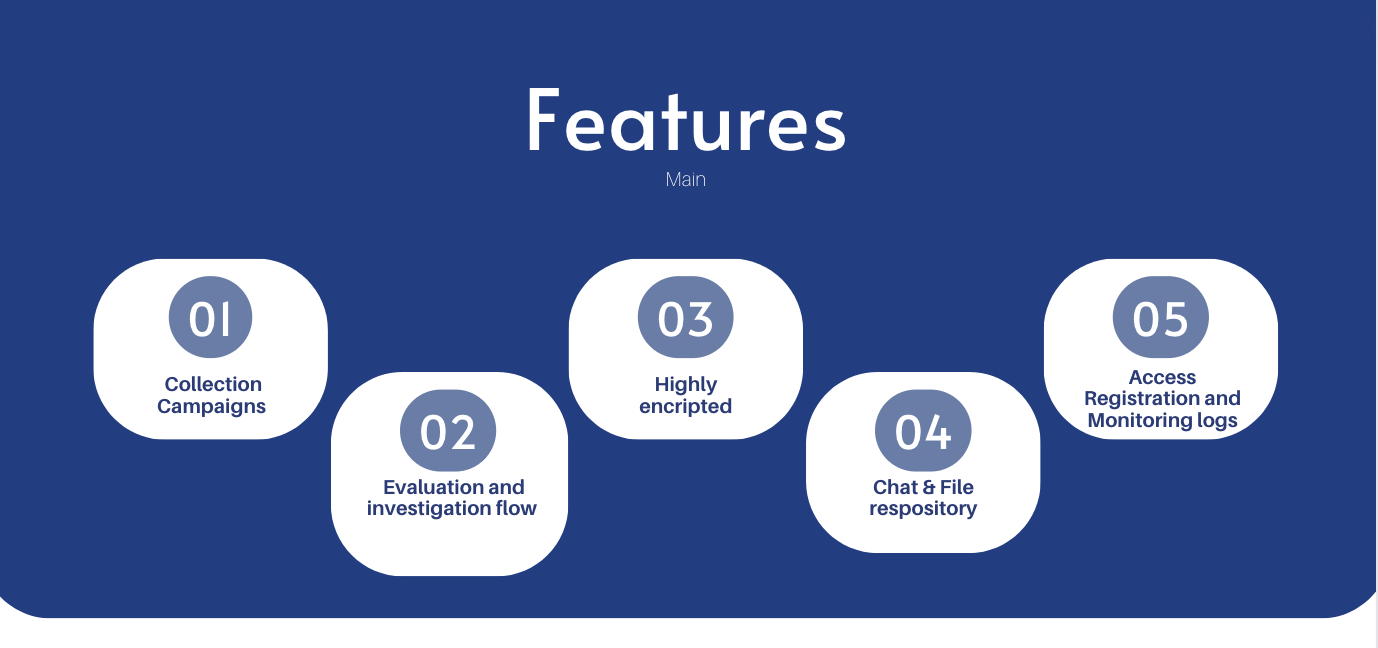 Features
Main
01
Collection
Campaigns
02
Evaluation and
investigation flow
03
Highly
encripted
04
Chat & File
respository
05
Access
Registration and
Monitoring logs